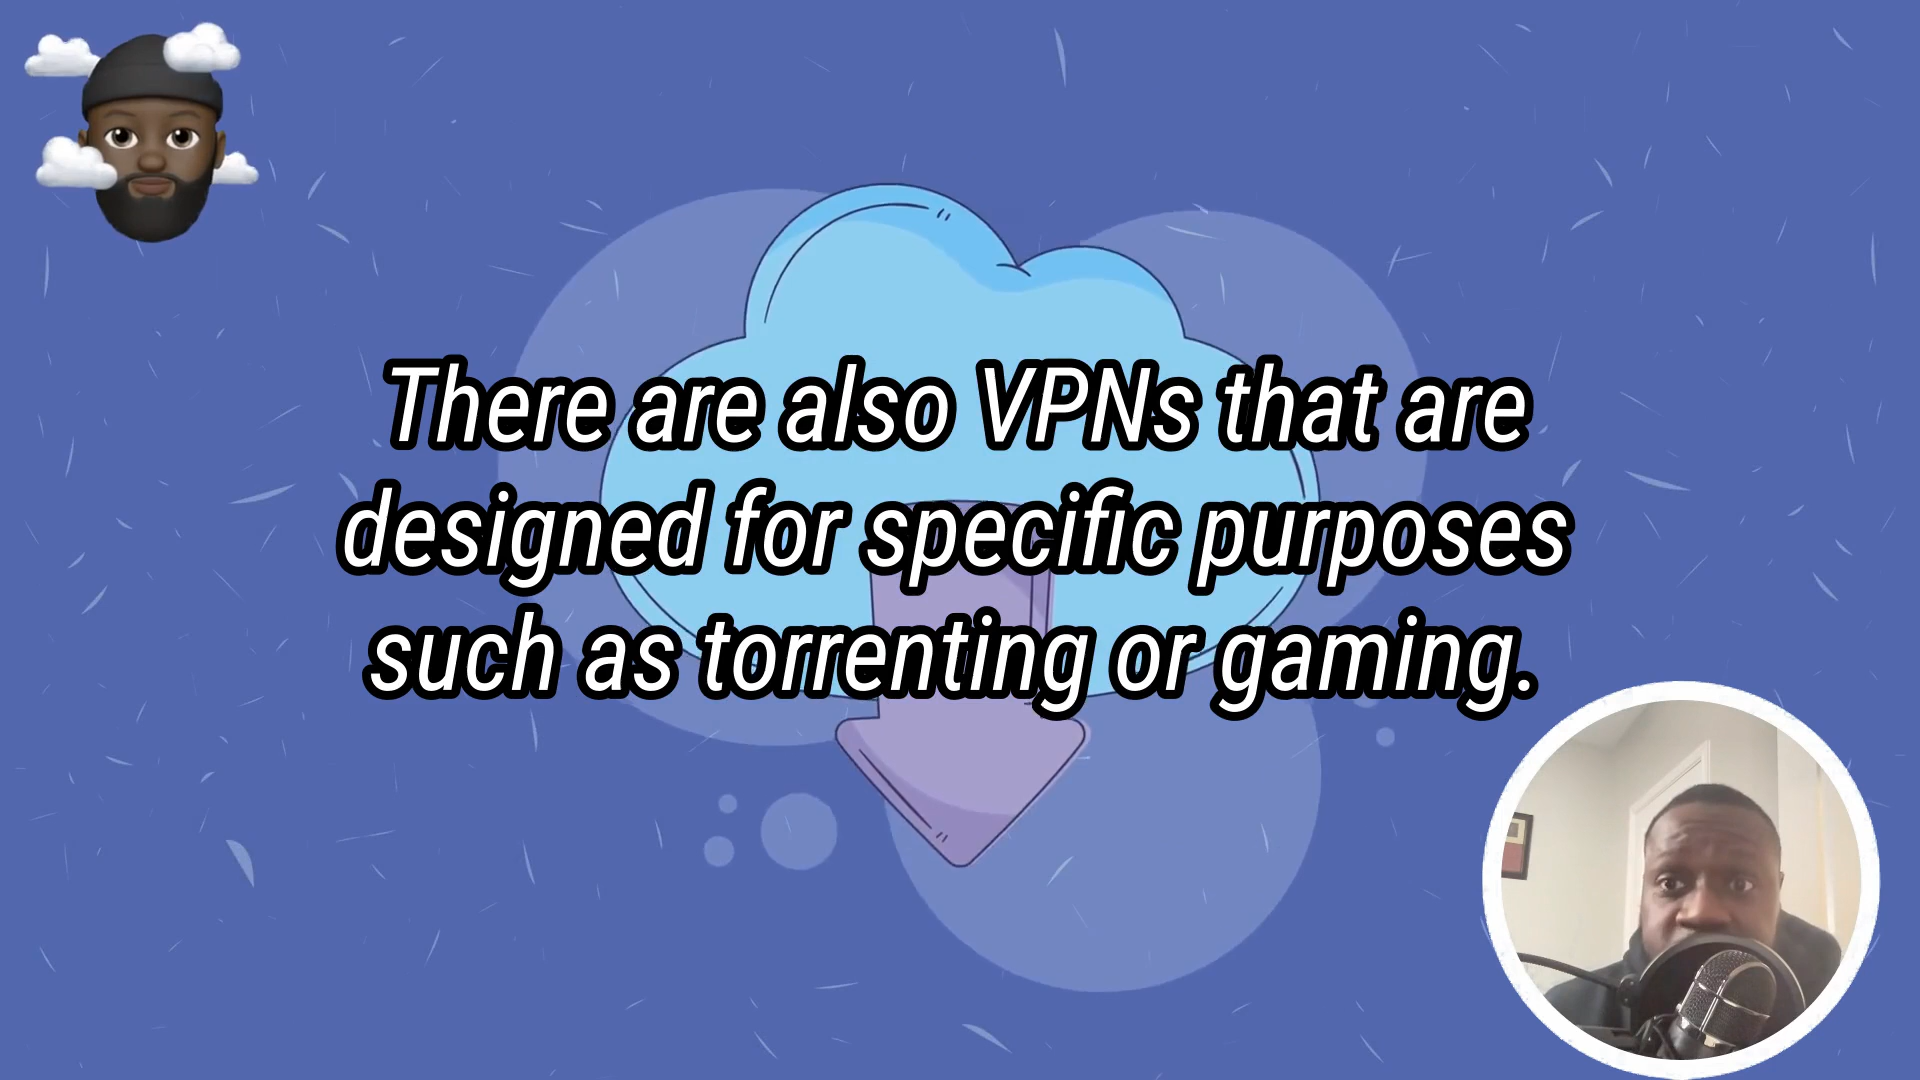 There are also VPNs that are
designed for specific purposes
such as torrenting or gaming.